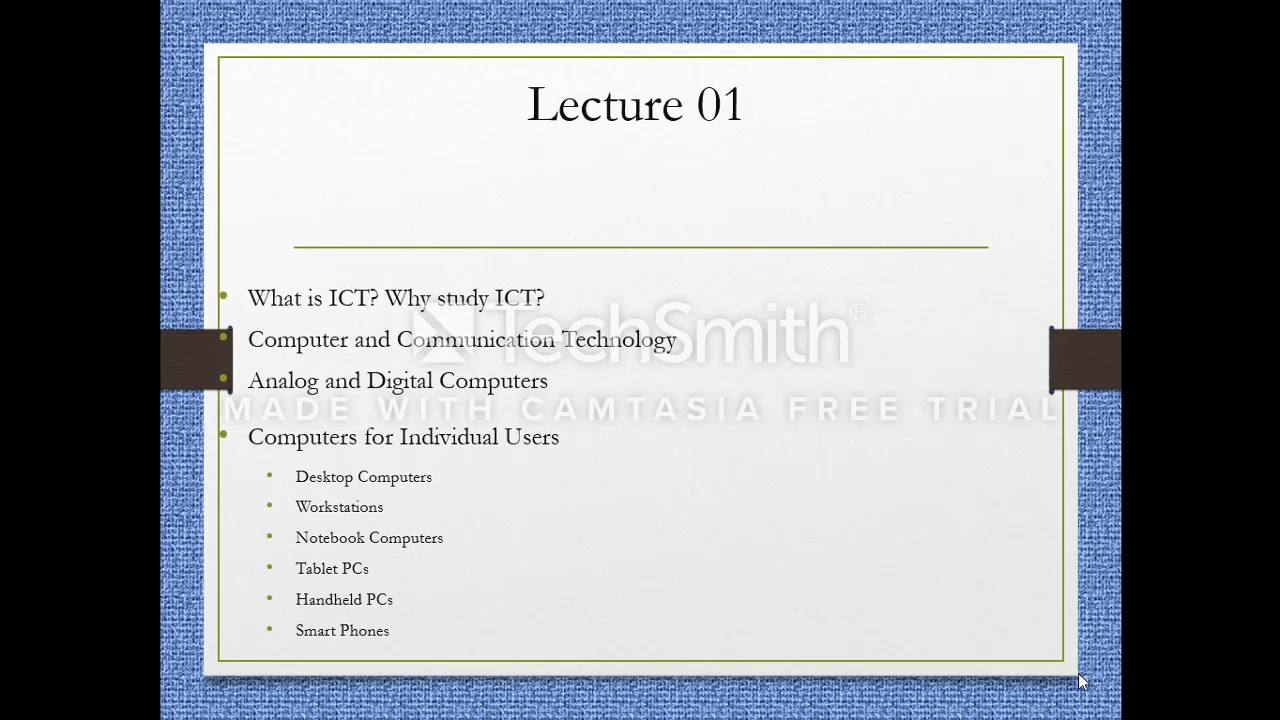 Lecture 01
What is ICT? Why study ICT?
Computer and Communication Technology
Analog and Digital Computers
Computers for Individual Users
Desktop Computers
Workstations
Notebook Computers
Tablet PCs
Handheld PCs
Smart Phones
TechSmith®
MADE WITH CAMTASIA FREE TRIAL